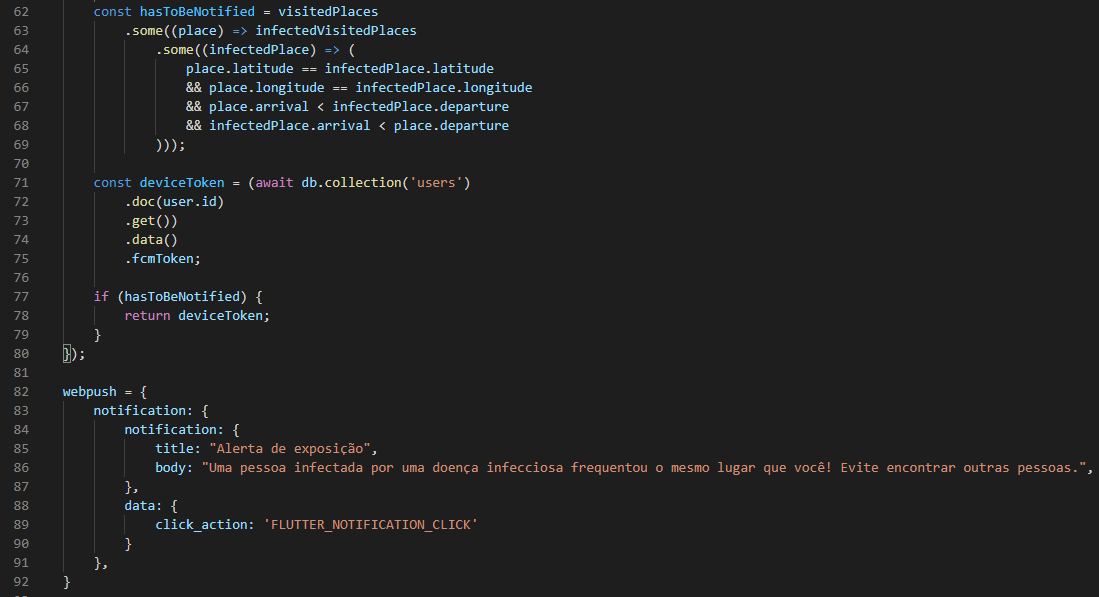 62 const hasToBeNotified = visitedPlaces
63 .some((place) => infectedVisitedPlaces
64 .some((infectedPlace) => (
65 place.latitude == infectedPlace.latitude
66 && place.longitude == infectedPlace.longitude
67 && place.arrival < infectedPlace.departure
68 && infectedPlace.arrival < place.departure
69 )));
70
71 const deviceToken = (await db.collection('users')
72 .doc(user.id)
73 .get())
74 .data()
75 .fcmToken;
76
77 if (hasToBeNotified) {
78 return deviceToken;
79 }
80 });
81
82 webpush = {
83 notification: {
84 notification: {
85 title: "Alerta de exposição",
86 body: "Uma pessoa infectada por uma doença infecciosa frequentou o mesmo lugar que você! Evite encontrar outras pessoas.",
87 },
88 data: {
89 click_action: 'FLUTTER_NOTIFICATION_CLICK'
90 }
91 },
92 }